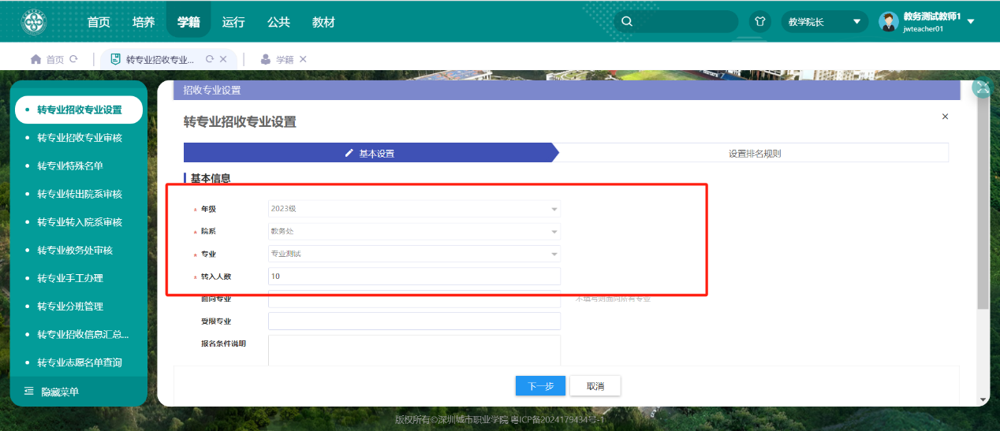 首页 培养 学籍 运行 公共 教材 教学院长 教务测试教师1
jwteacher01
首页 转专业招收专业... 学籍
转专业招收专业设置
转专业招收专业审核
转专业特殊名单
转专业转出院系审核
转专业转入院系审核
转专业教务处审核
转专业手工办理
转专业分班管理
转专业招收信息汇总...
转专业志愿名单查询
隐藏菜单
招收专业设置
转专业招收专业设置
基本设置 设置排名规则
基本信息
* 年级 2023级
* 院系 教务处
* 专业 专业测试
* 转入人数 10
面向专业 不填写则面向所有专业
受限专业
报名条件说明
下一步 取消
版权所有©深圳城市职业学院 粤ICP备2024179434号-1